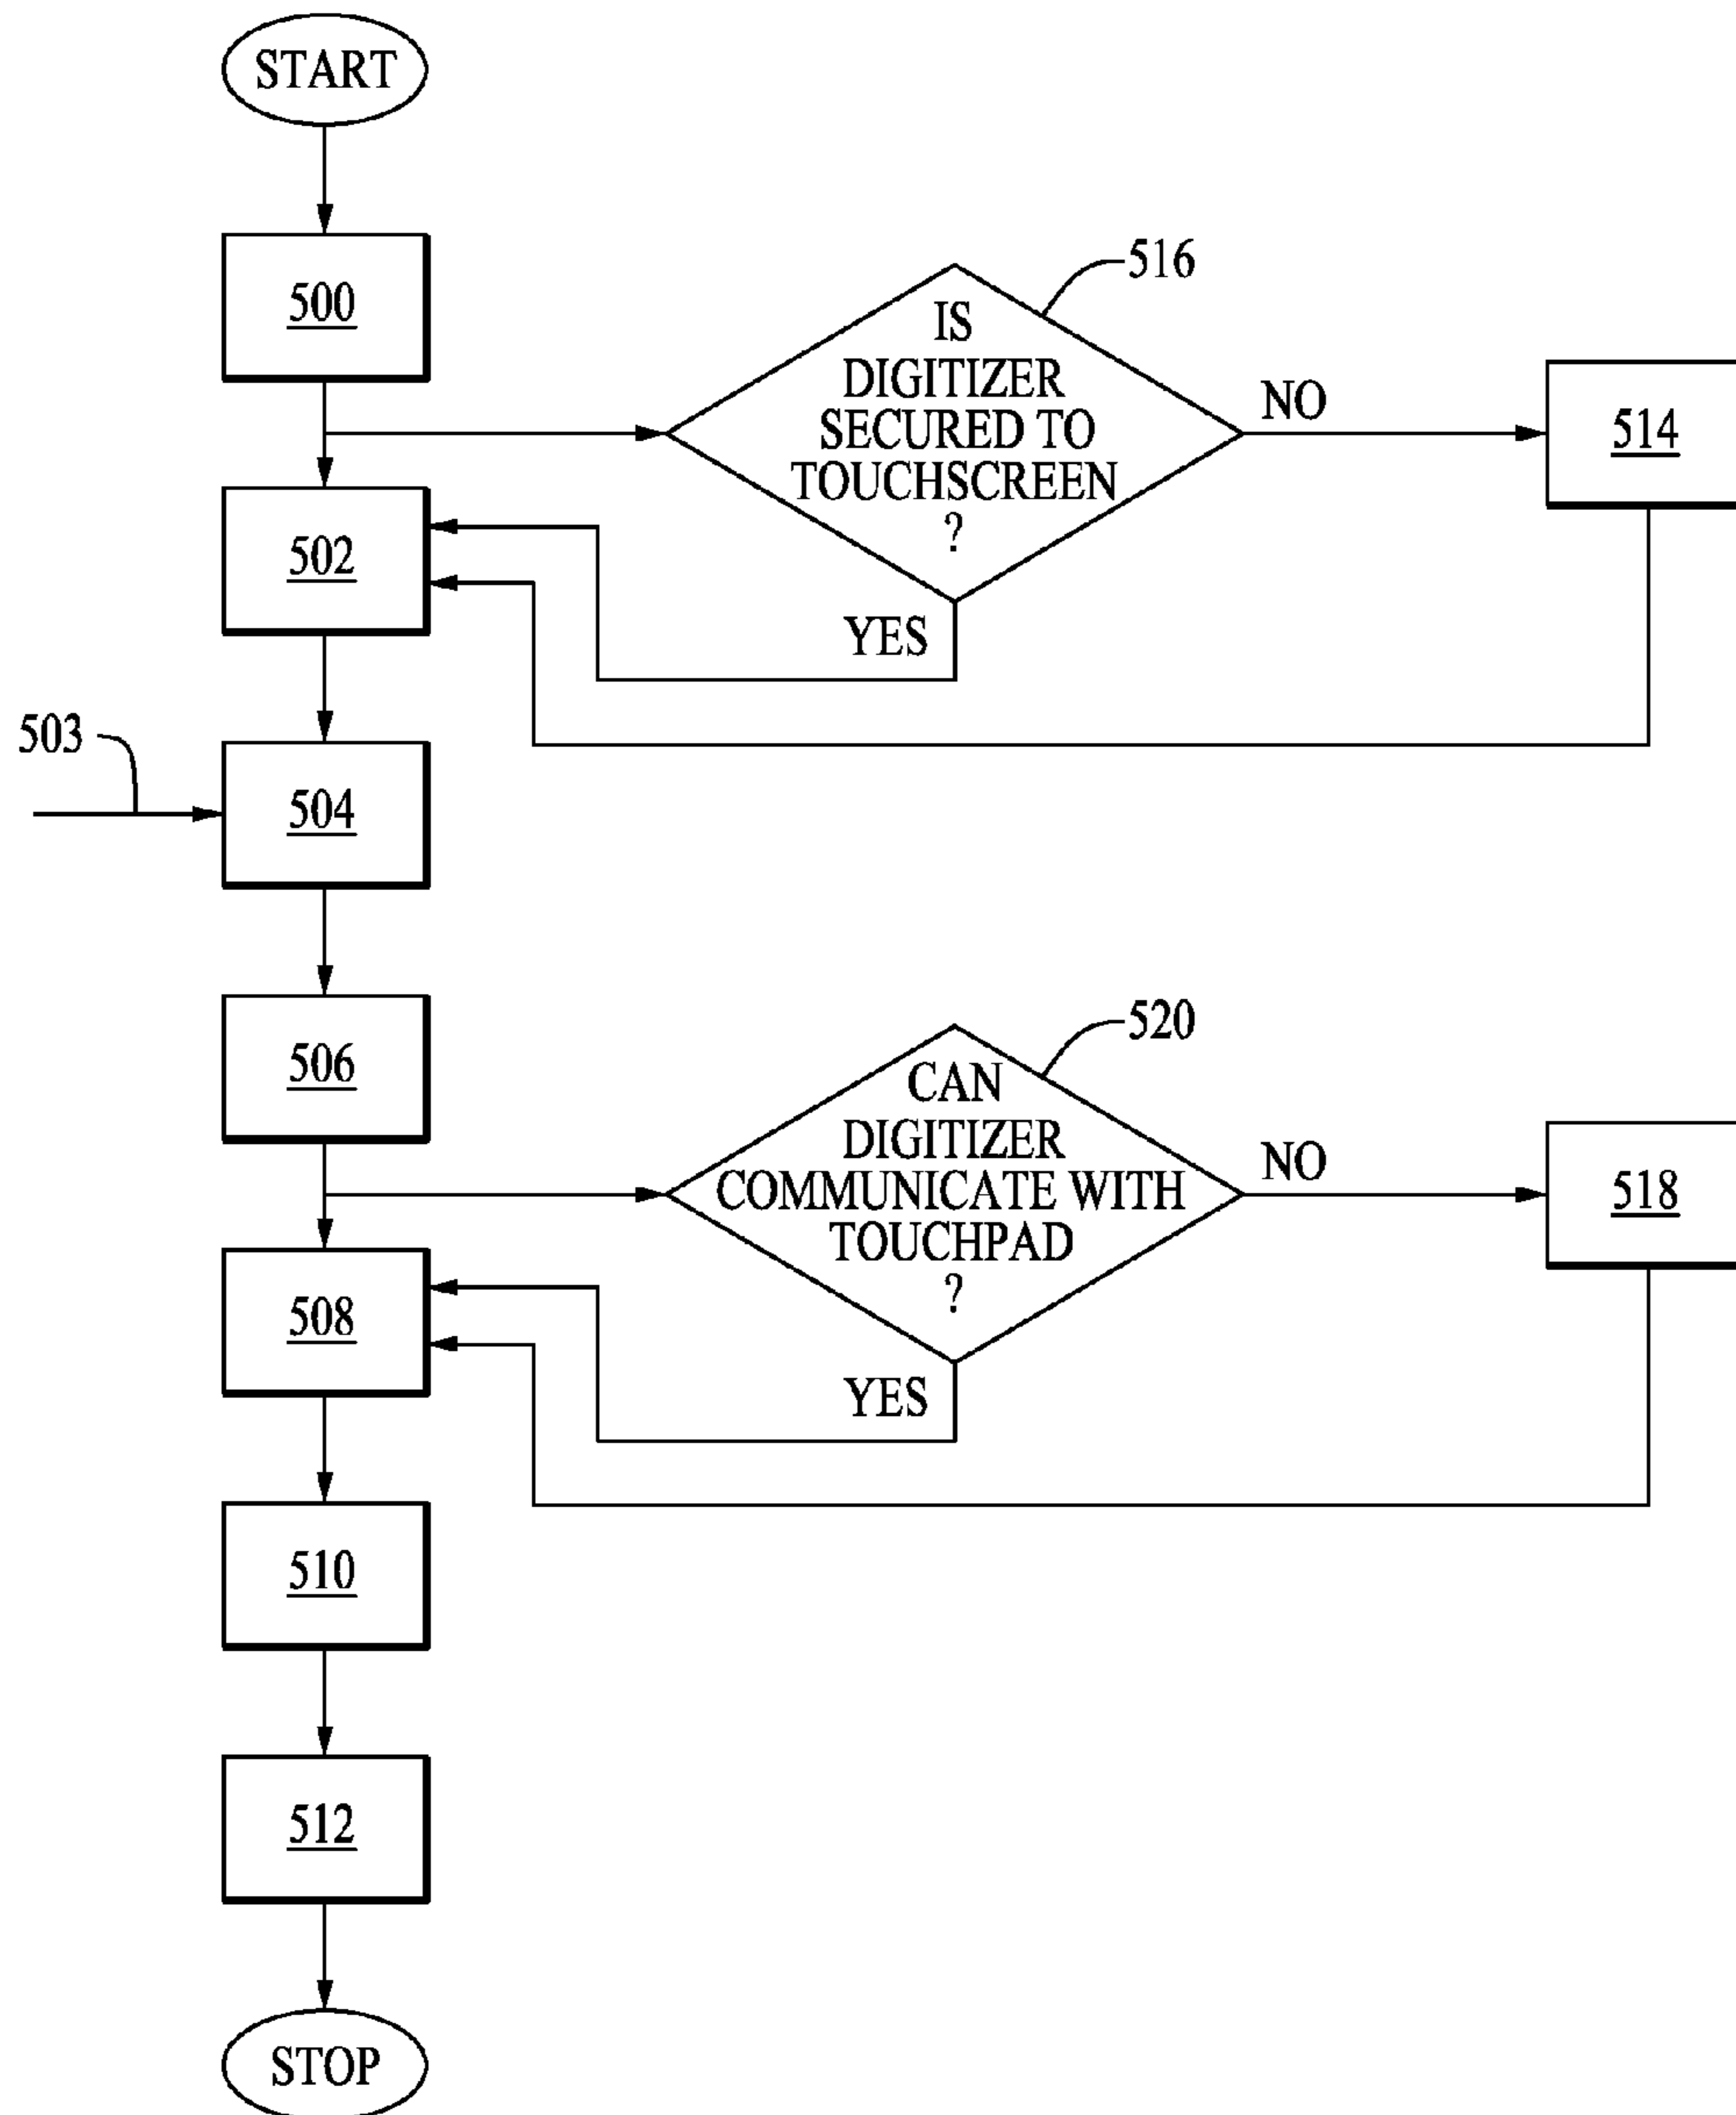 START
500
516
IS
DIGITIZER
SECURED TO
TOUCHSCREEN
?
NO
514
502
YES
503
504
506
520
CAN
DIGITIZER
COMMUNICATE WITH
TOUCHPAD
?
NO
518
508
YES
510
512
STOP